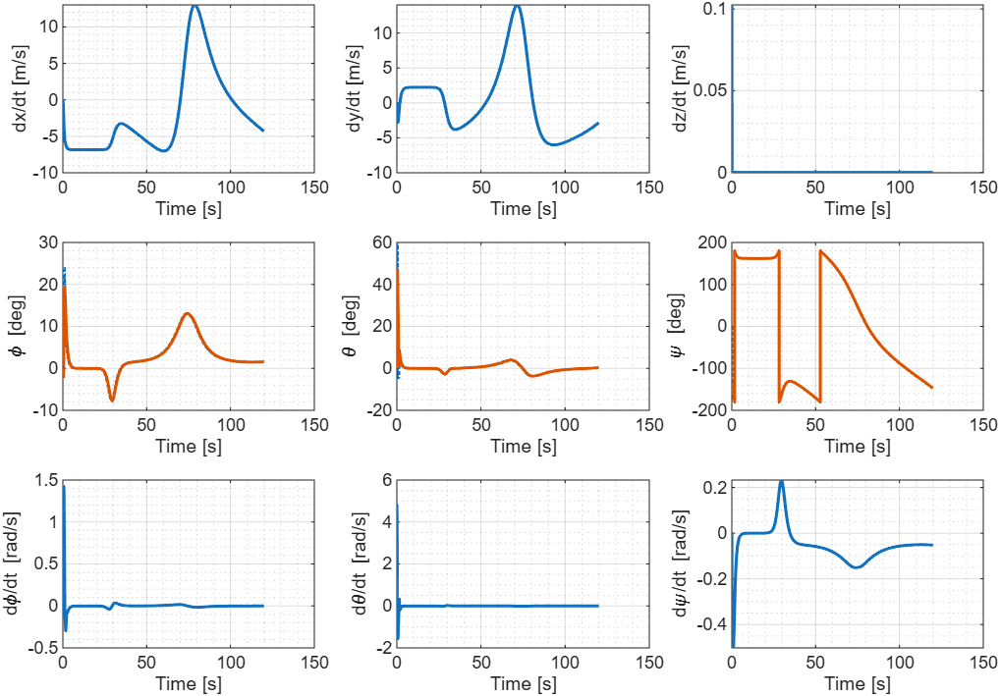 dx/dt [m/s]
10
5
0
-5
-10
0 50 100 150
Time [s]
dy/dt [m/s]
10
5
0
-5
-10
0 50 100 150
Time [s]
dz/dt [m/s]
0.1
0.05
0
0 50 100 150
Time [s]
ϕ [deg]
30
20
10
0
-10
0 50 100 150
Time [s]
θ [deg]
60
40
20
0
-20
0 50 100 150
Time [s]
ψ [deg]
200
100
0
-100
-200
0 50 100 150
Time [s]
dϕ/dt [rad/s]
1.5
1
0.5
0
-0.5
0 50 100 150
Time [s]
dθ/dt [rad/s]
6
4
2
0
-2
0 50 100 150
Time [s]
dψ/dt [rad/s]
0.2
0
-0.2
-0.4
0 50 100 150
Time [s]